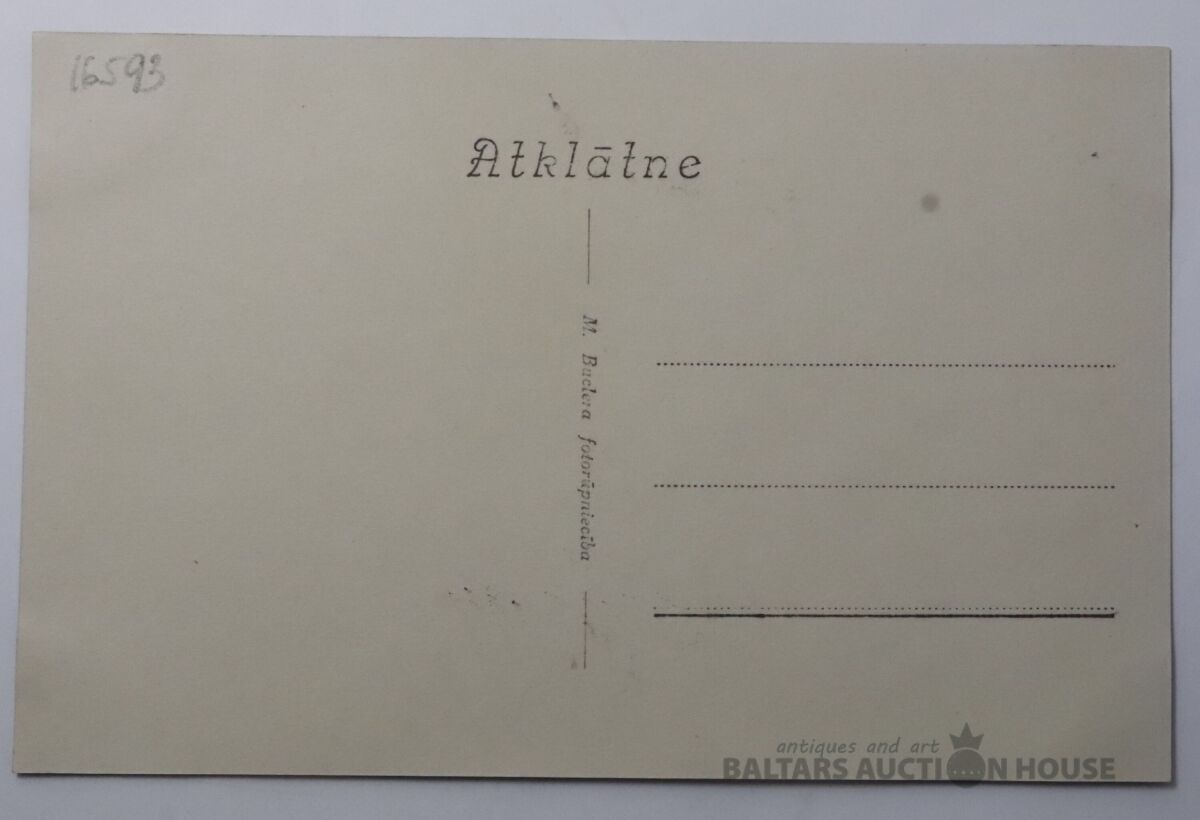 16593
Atklātne
M. Buclera fotorūpniecība
antiques and art
BALTARS AUCTION HOUSE